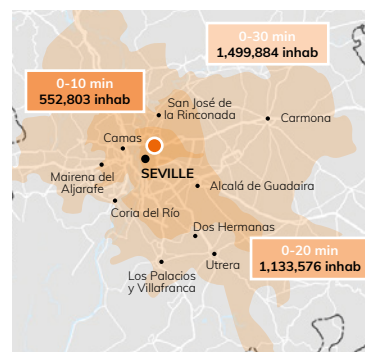 0-30 min
1,499,884 inhab
0-10 min
552,803 inhab
San José de
la Rinconada
Carmona
Camas
SEVILLE
Mairena del
Aljarafe
Alcalá de Guadaira
Coria del Río
Dos Hermanas
0-20 min
1,133,576 inhab
Utrera
Los Palacios
y Villafranca